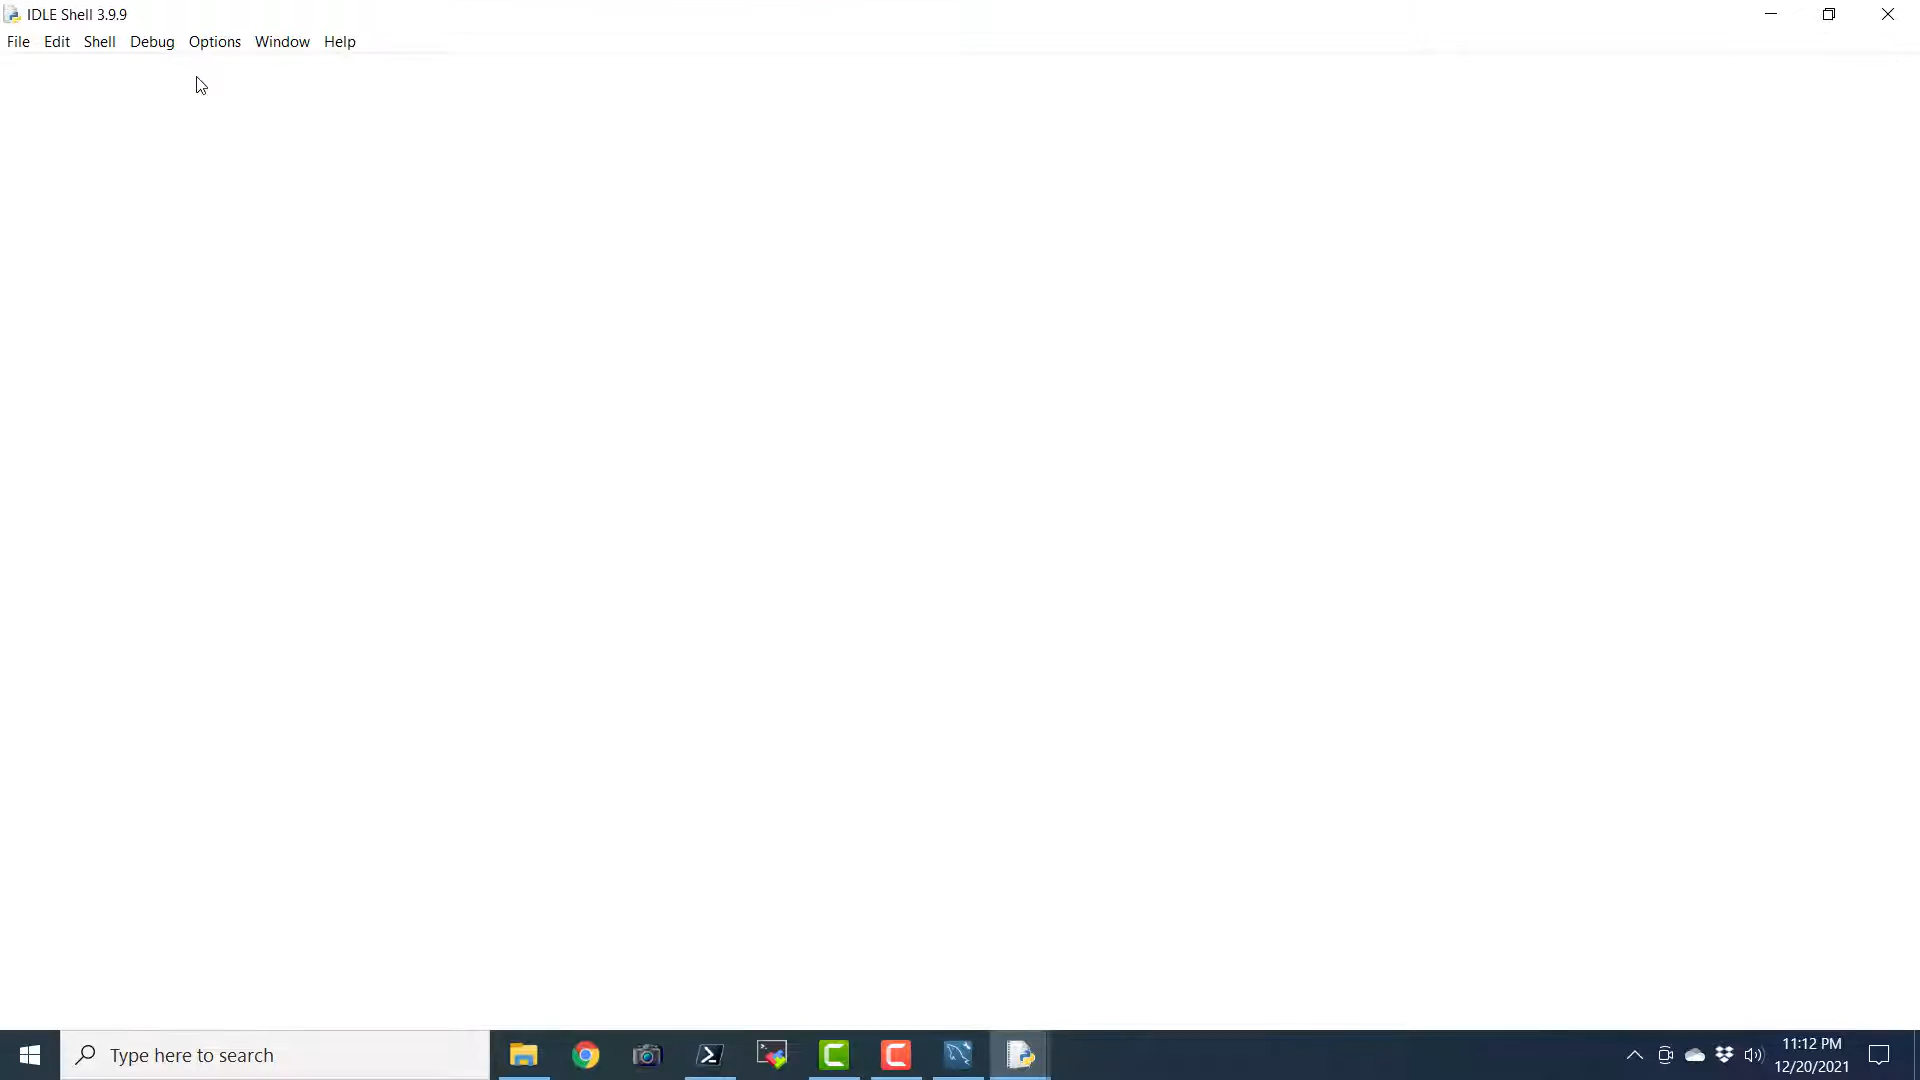 IDLE Shell 3.9.9
File Edit Shell Debug Options Window Help
Type here to search
11:12 PM
12/20/2021